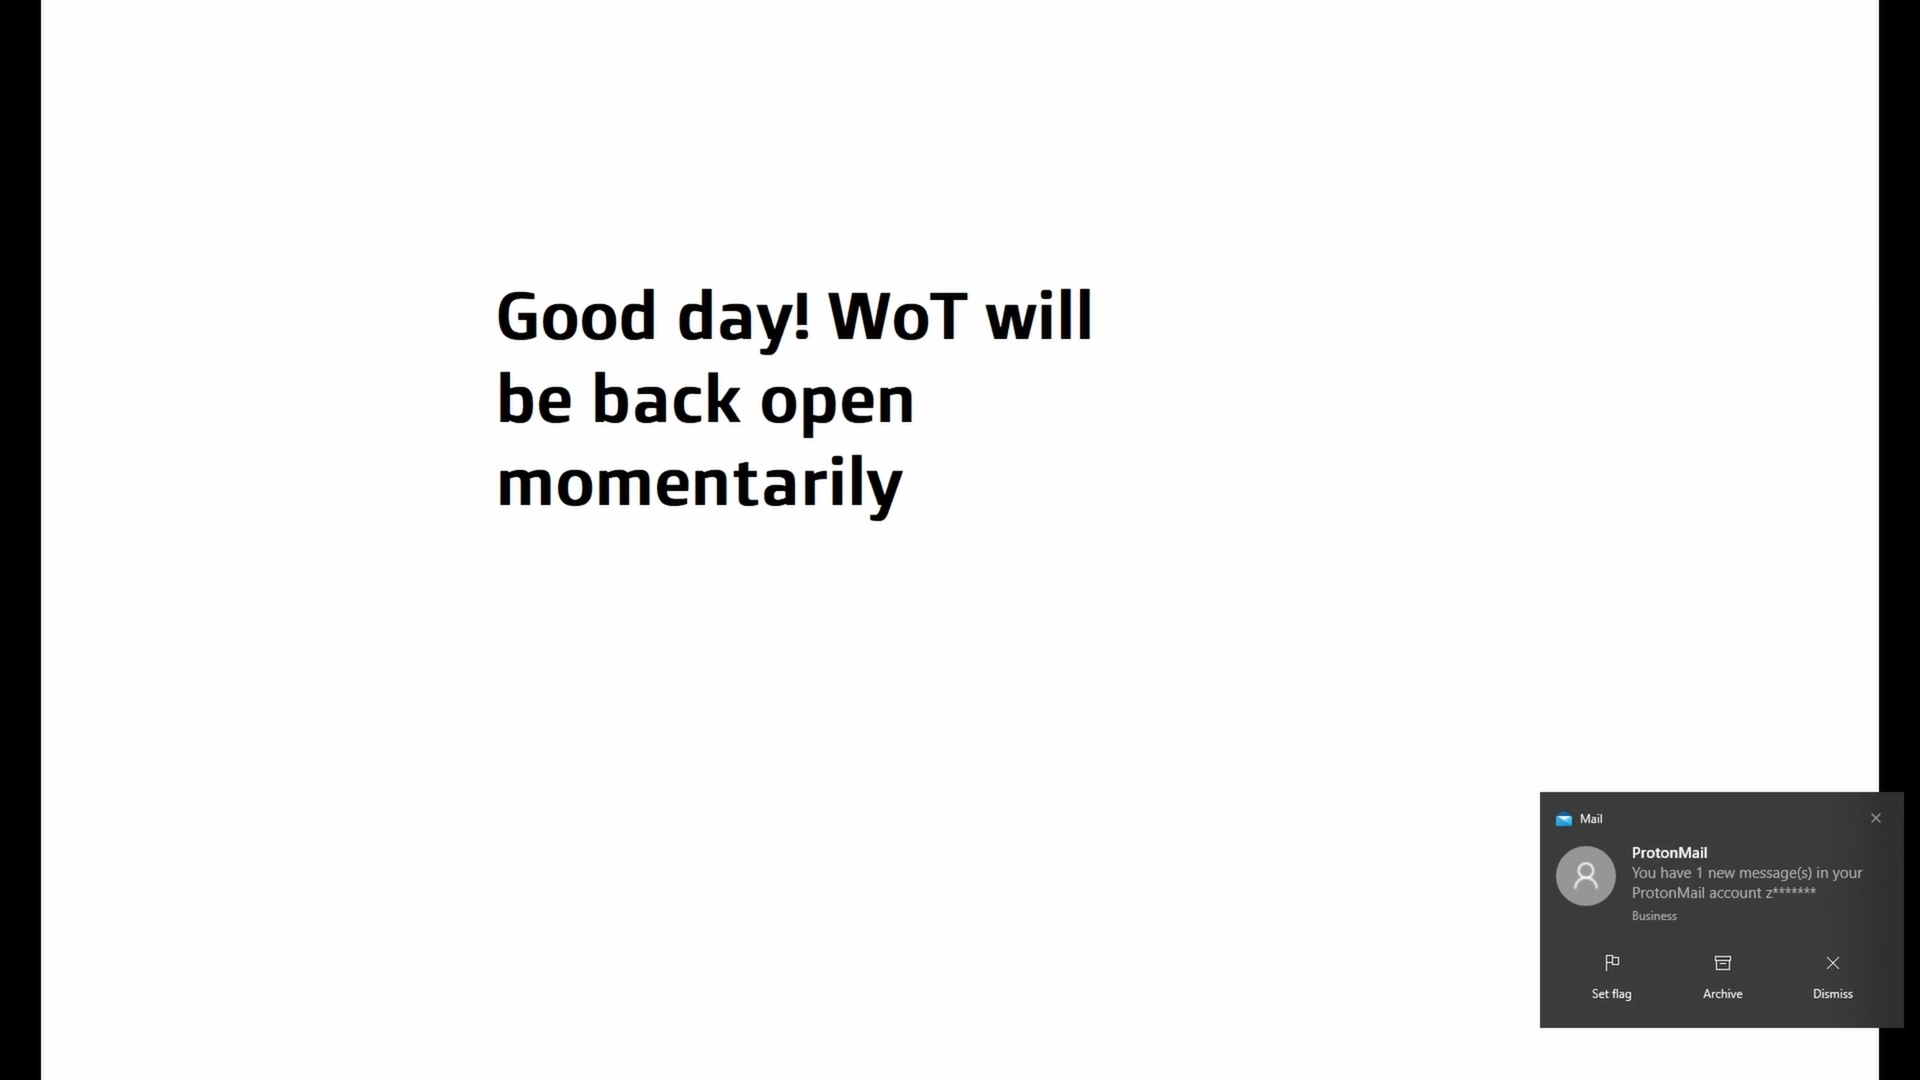 Good day! WoT will
be back open
momentarily
Mail
ProtonMail
You have 1 new message(s) in your
ProtonMail account z*******
Business
Set flag
Archive
Dismiss